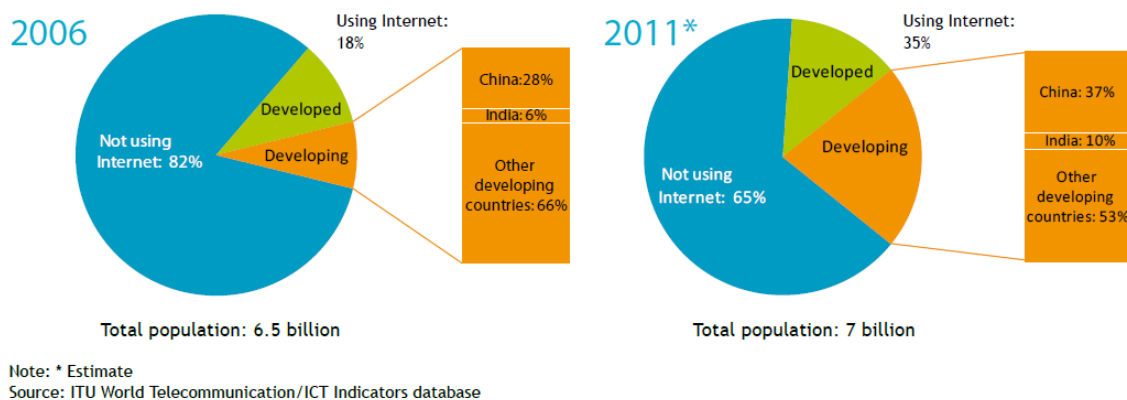 2006
Using Internet:
18%
Developed
Developing
Not using
Internet: 82%
China:28%
India: 6%
Other
developing
countries: 66%
Total population: 6.5 billion
2011*
Using Internet:
35%
Developed
Developing
Not using
Internet: 65%
China: 37%
India: 10%
Other
developing
countries: 53%
Total population: 7 billion
Note: * Estimate
Source: ITU World Telecommunication/ICT Indicators database